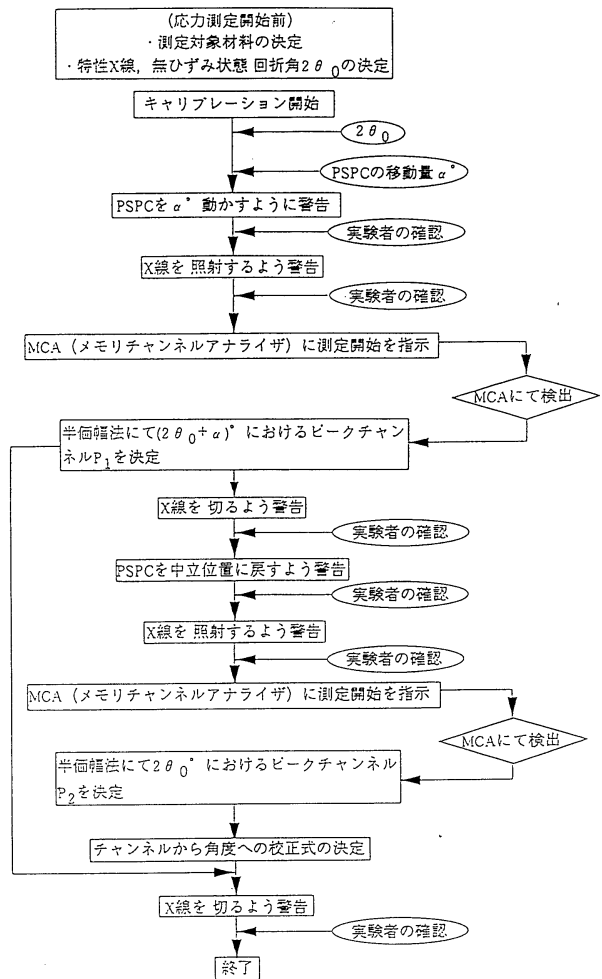 (応力測定開始前)
・測定対象材料の決定
・特性X線，無ひずみ状態 回折角2θ0の決定
キャリブレーション開始
2θ0
PSPCの移動量α°
PSPCをα°動かすように警告
実験者の確認
X線を 照射するよう警告
実験者の確認
MCA（メモリチャンネルアナライザ）に測定開始を指示
MCAにて検出
半価幅法にて(2θ0+α)°におけるピークチャン
ネルP1を決定
X線を 切るよう警告
実験者の確認
PSPCを中立位置に戻すよう警告
実験者の確認
X線を 照射するよう警告
実験者の確認
MCA（メモリチャンネルアナライザ）に測定開始を指示
MCAにて検出
半価幅法にて2θ0°におけるピークチャンネル
P2を決定
チャンネルから角度への校正式の決定
X線を 切るよう警告
実験者の確認
終了